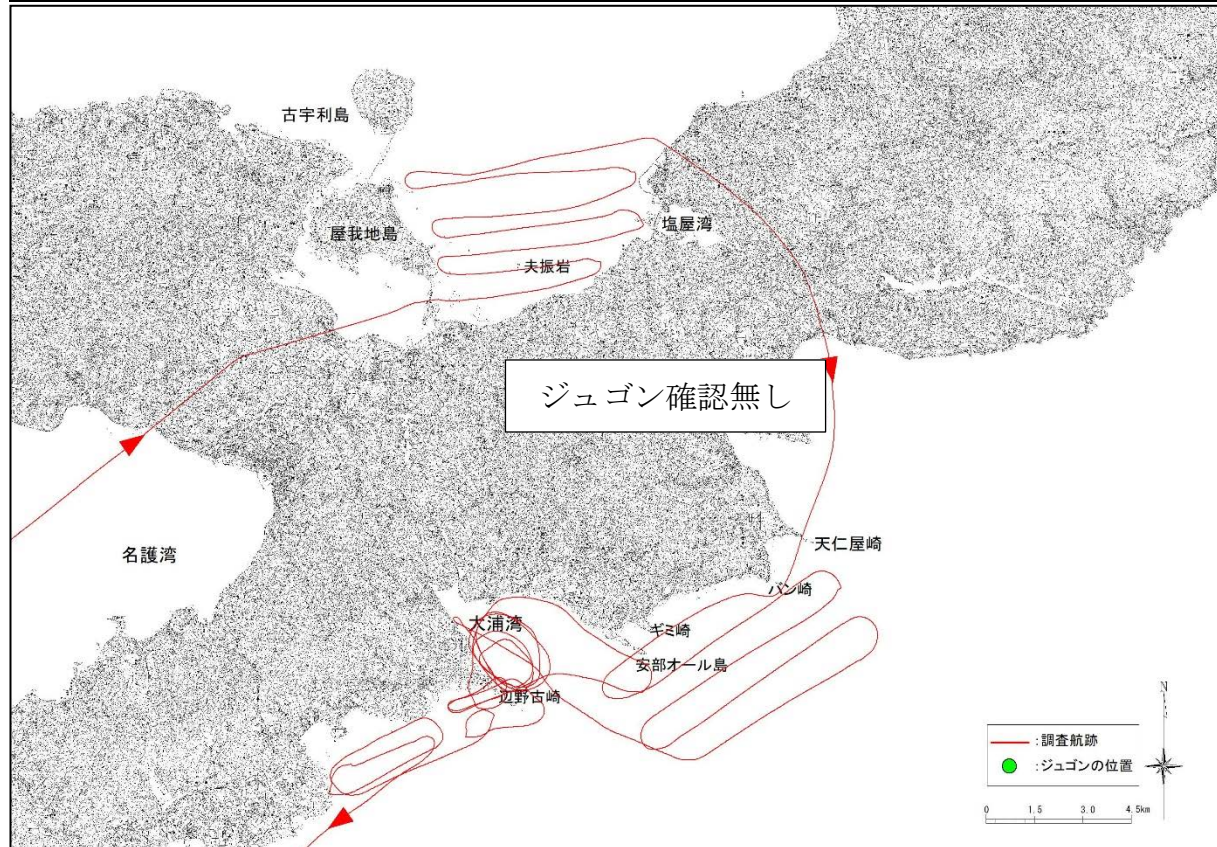 古宇利島
屋我地島
塩屋湾
夫振岩
ジュゴン確認無し
名護湾
天仁屋崎
バン崎
大浦湾
ギミ崎
安部オール島
辺野古崎
N
:調査航跡
:ジュゴンの位置
0 1.5 3.0 4.5km